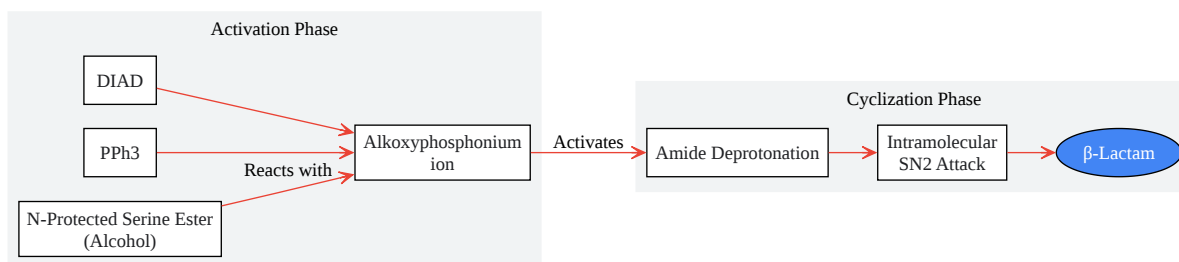 Activation Phase
DIAD
PPh3
Reacts with
N-Protected Serine Ester
(Alcohol)
Alkoxyphosphonium
ion
Activates
Cyclization Phase
Amide Deprotonation
Intramolecular
SN2 Attack
β-Lactam